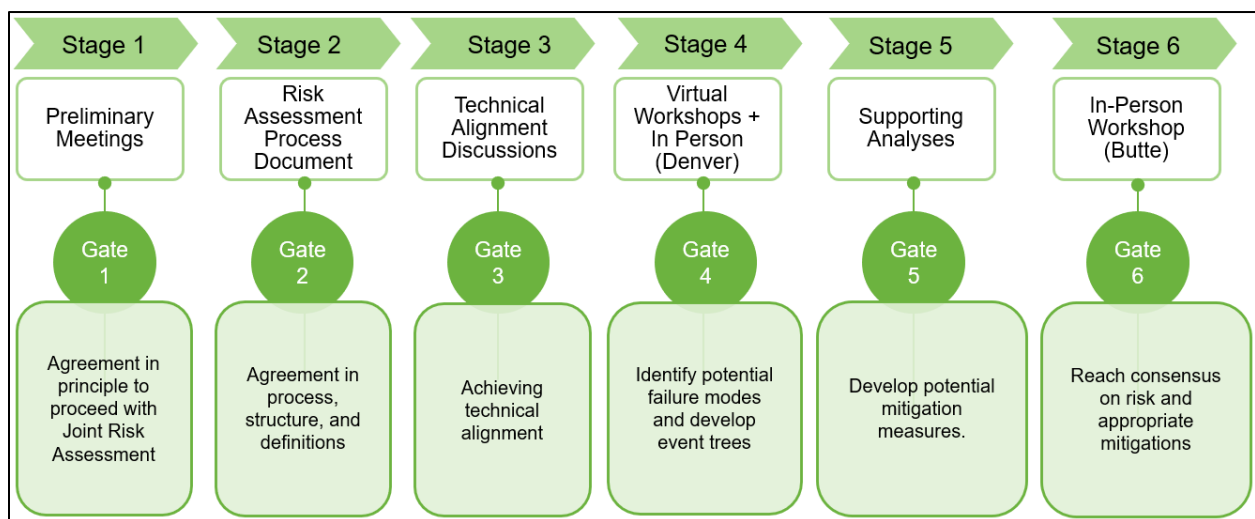 Stage 1
Stage 2
Stage 3
Stage 4
Stage 5
Stage 6
Preliminary
Meetings
Risk
Assessment
Process
Document
Technical
Alignment
Discussions
Virtual
Workshops +
In Person
(Denver)
Supporting
Analyses
In-Person
Workshop
(Butte)
Gate
1
Gate
2
Gate
3
Gate
4
Gate
5
Gate
6
Agreement in
principle to
proceed with
Joint Risk
Assessment
Agreement in
process,
structure, and
definitions
Achieving
technical
alignment
Identify potential
failure modes
and develop
event trees
Develop potential
mitigation
measures.
Reach consensus
on risk and
appropriate
mitigations